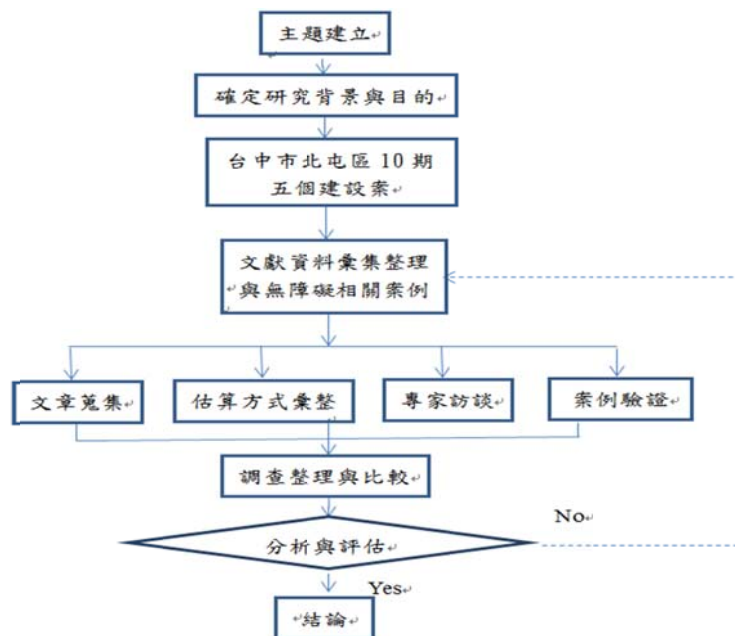 主題建立
確定研究背景與目的
台中市北屯區 10 期
五個建設案
文獻資料彙集整理
與無障礙相關案例
文章蒐集
估算方式彙整
專家訪談
案例驗證
調查整理與比較
分析與評估
No
Yes
結論